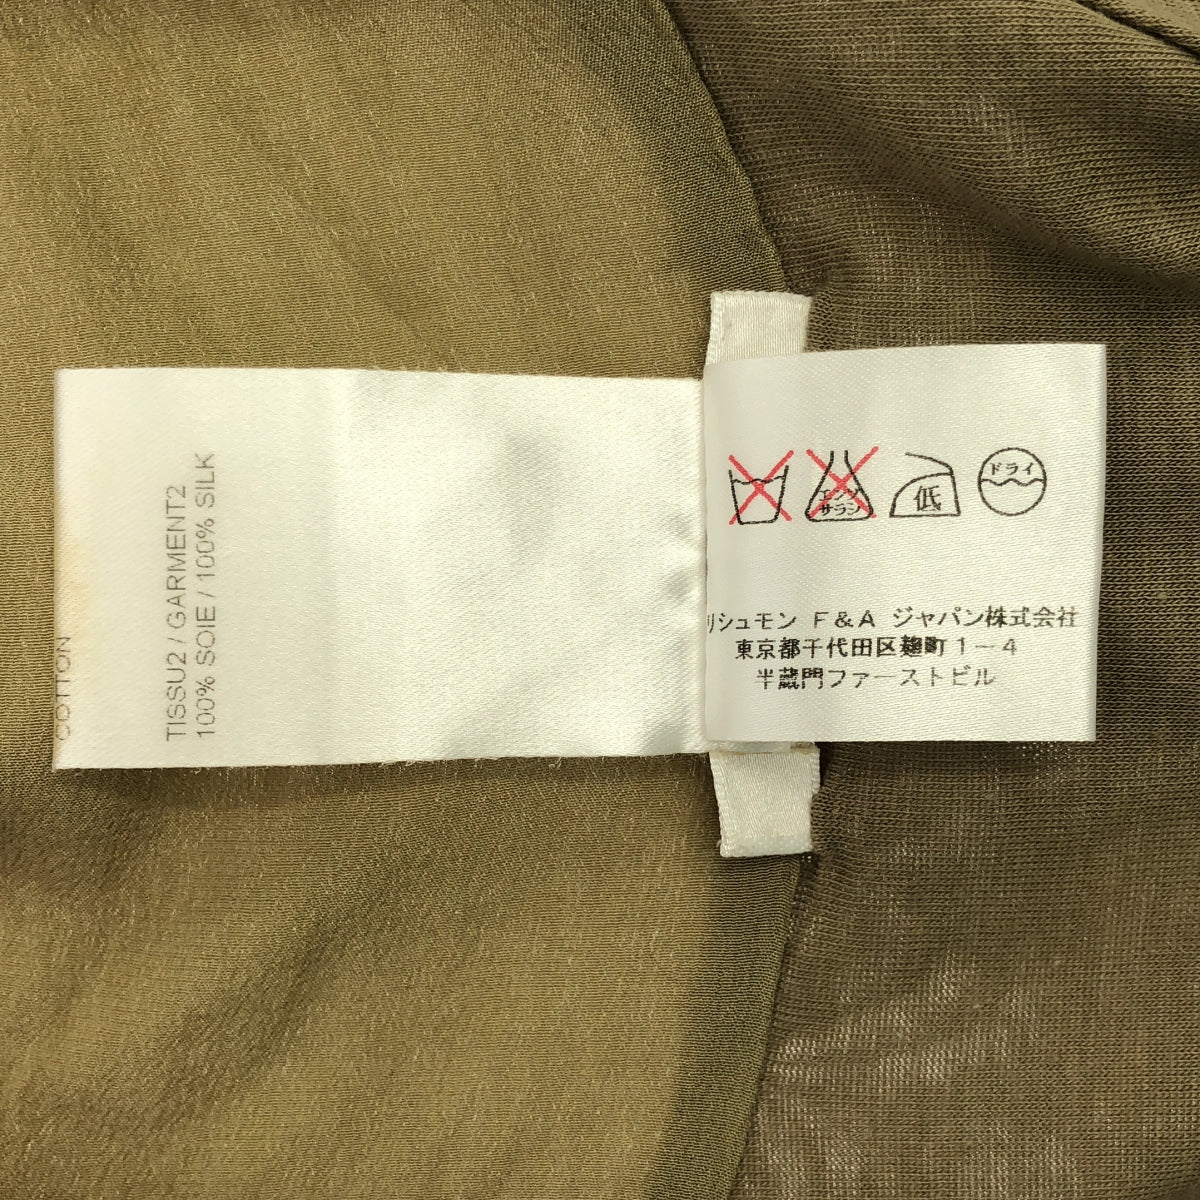 COTTON
TISSU2 / GARMENT2
100% SOIE / 100% SILK
エンソ
サラシ
低
ドライ
リシュモン F&A ジャパン株式会社
東京都千代田区麹町1-4
半蔵門ファーストビル